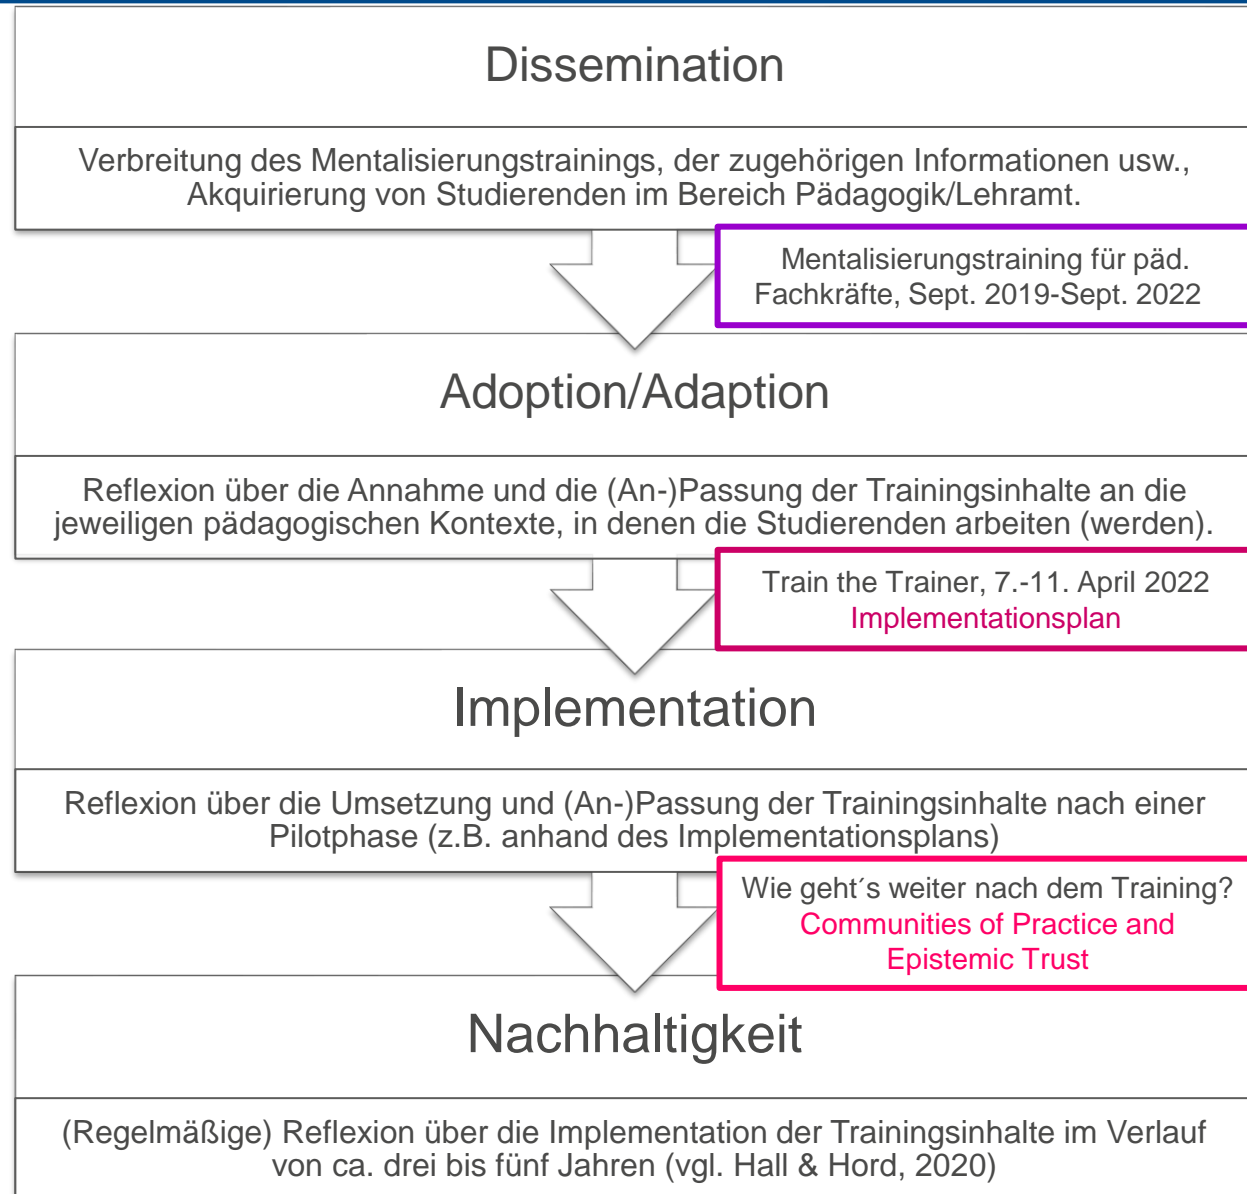 Dissemination
Verbreitung des Mentalisierungstrainings, der zugehörigen Informationen usw.,
Akquirierung von Studierenden im Bereich Pädagogik/Lehramt.
Mentalisierungstraining für päd.
Fachkräfte, Sept. 2019-Sept. 2022
Adoption/Adaption
Reflexion über die Annahme und die (An-)Passung der Trainingsinhalte an die
jeweiligen pädagogischen Kontexte, in denen die Studierenden arbeiten (werden).
Train the Trainer, 7.-11. April 2022
Implementationsplan
Implementation
Reflexion über die Umsetzung und (An-)Passung der Trainingsinhalte nach einer
Pilotphase (z.B. anhand des Implementationsplans)
Wie geht´s weiter nach dem Training?
Communities of Practice and
Epistemic Trust
Nachhaltigkeit
(Regelmäßige) Reflexion über die Implementation der Trainingsinhalte im Verlauf
von ca. drei bis fünf Jahren (vgl. Hall & Hord, 2020)